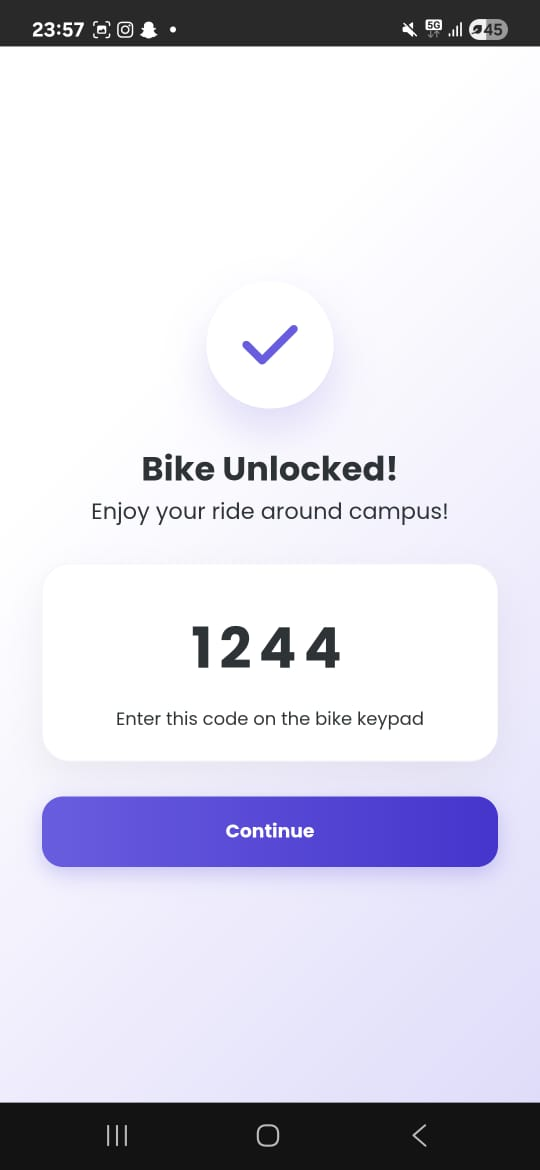 23:57
5G
45
Bike Unlocked!
Enjoy your ride around campus!
1244
Enter this code on the bike keypad
Continue